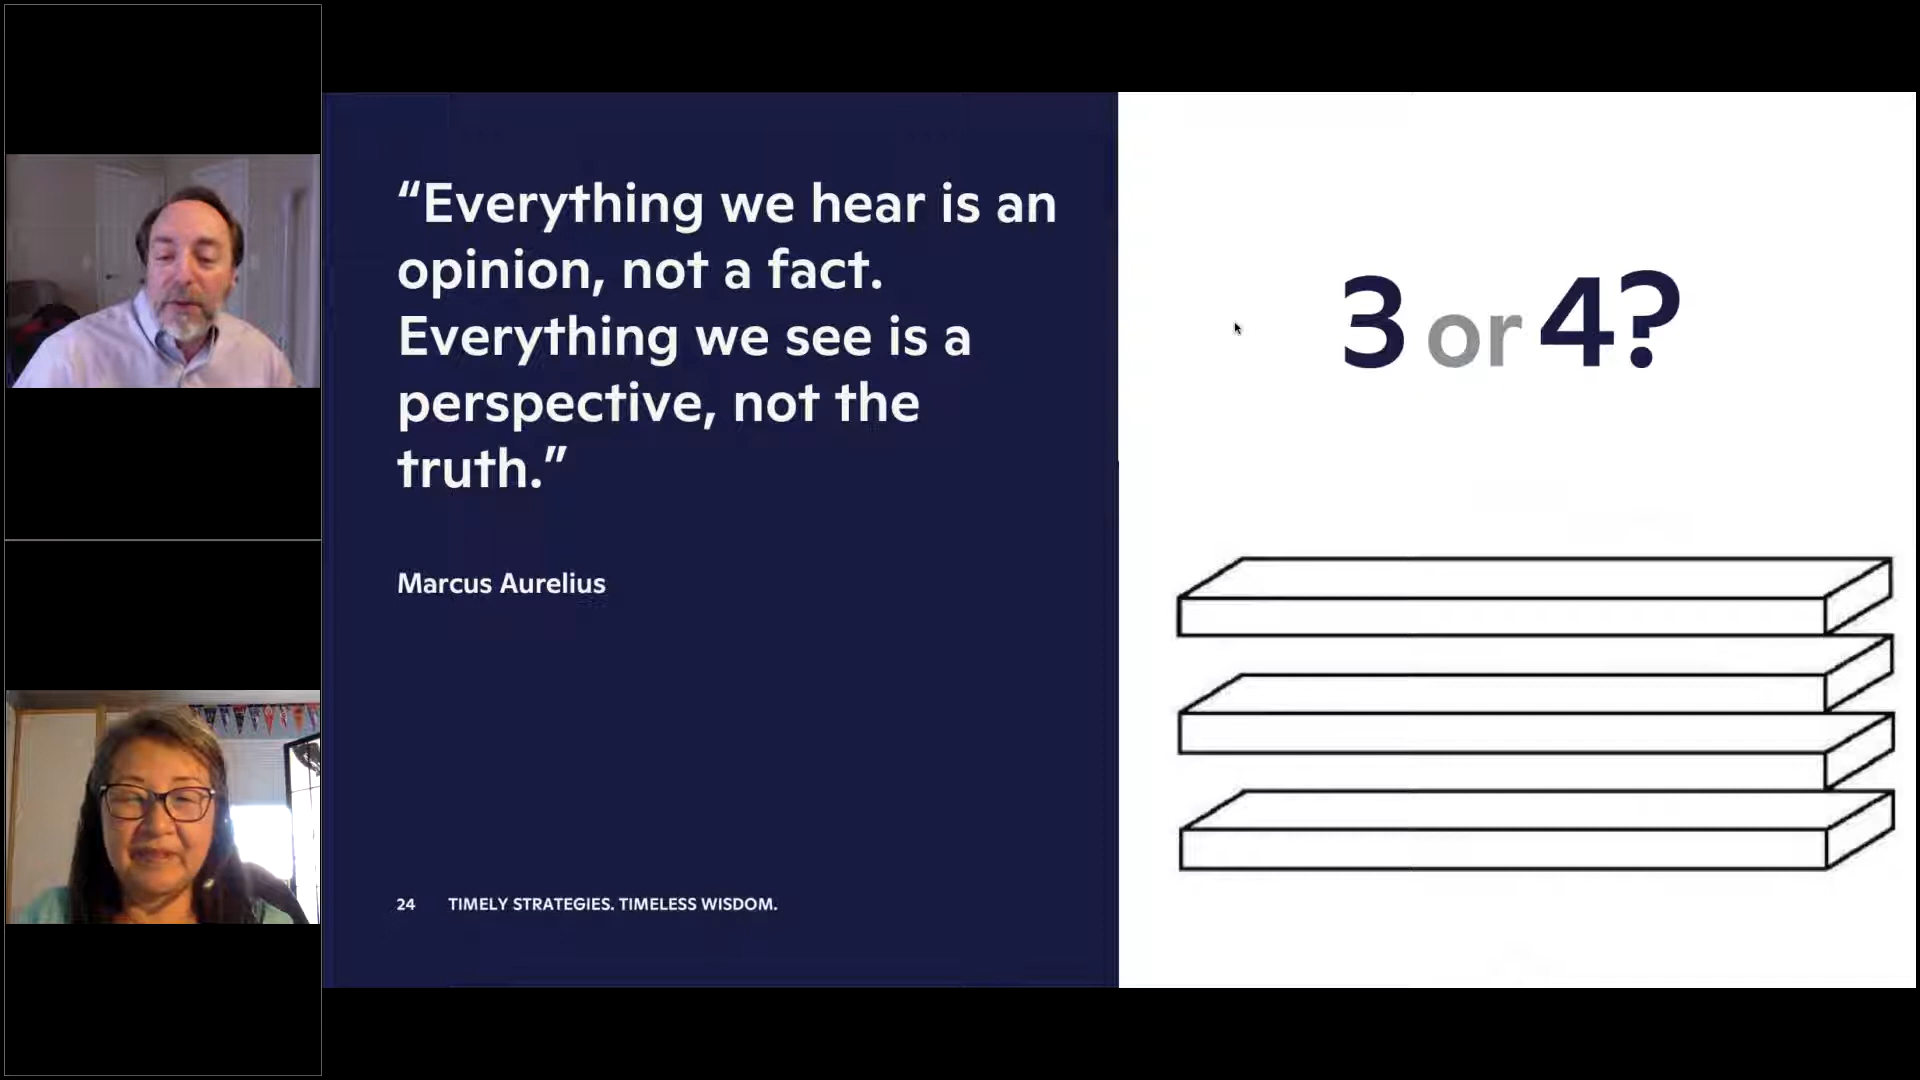 “Everything we hear is an
opinion, not a fact.
Everything we see is a
perspective, not the
truth.”
Marcus Aurelius
24 TIMELY STRATEGIES. TIMELESS WISDOM.
3 or 4?